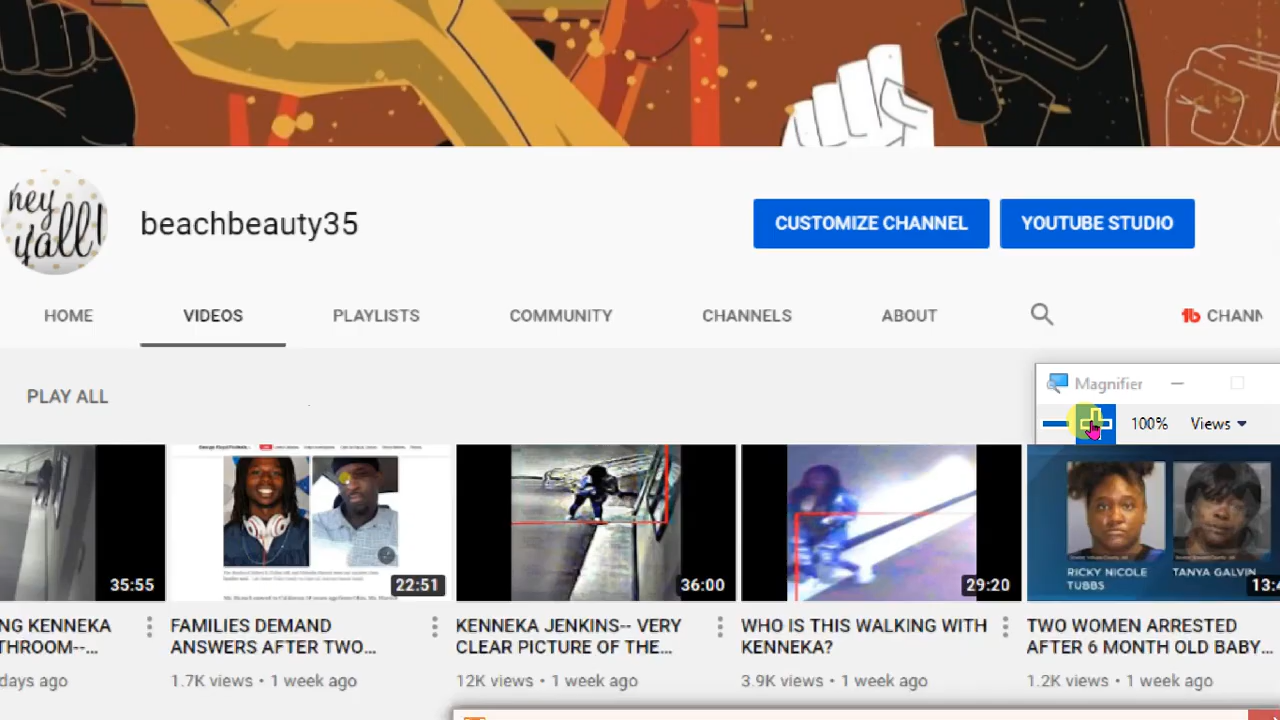 hey
y'all!
beachbeauty35
CUSTOMIZE CHANNEL
YOUTUBE STUDIO
HOME
VIDEOS
PLAYLISTS
COMMUNITY
CHANNELS
ABOUT
CHANN
PLAY ALL
Magnifier
100%
Views
35:55
22:51
36:00
29:20
RICKY NICOLE
TUBBS
TANYA GALVIN
13:4
NG KENNEKA
THROOM--...
days ago
FAMILIES DEMAND
ANSWERS AFTER TWO...
1.7K views • 1 week ago
KENNEKA JENKINS-- VERY
CLEAR PICTURE OF THE...
12K views • 1 week ago
WHO IS THIS WALKING WITH
KENNEKA?
3.9K views • 1 week ago
TWO WOMEN ARRESTED
AFTER 6 MONTH OLD BABY...
1.2K views • 1 week ago